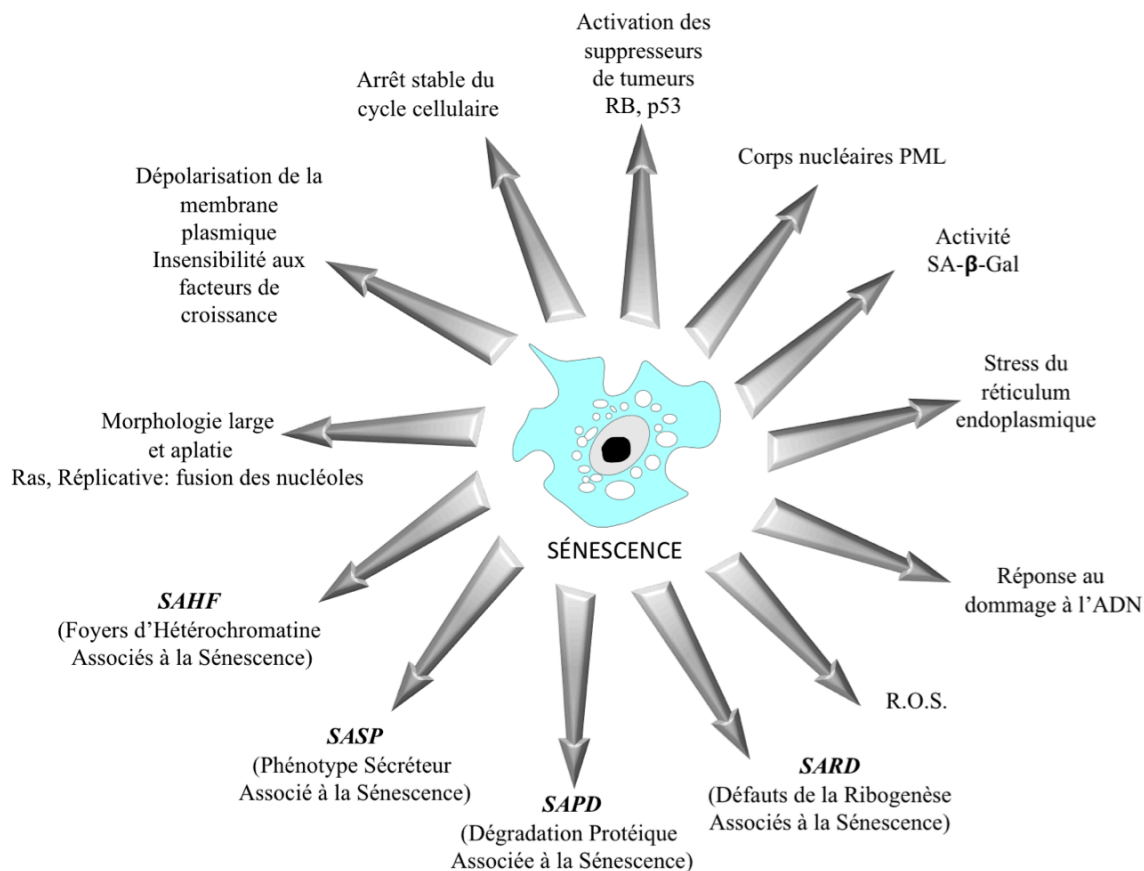 Activation des
suppresseurs
de tumeurs
RB, p53
Arrêt stable du
cycle cellulaire
Corps nucléaires PML
Dépolarisation de la
membrane
plasmique
Insensibilité aux
facteurs de
croissance
Activité
SA-β-Gal
Stress du
réticulum
endoplasmique
Morphologie large
et aplatie
Ras, Réplicative: fusion des nucléoles
SÉNESCENCE
Réponse au
dommage à l'ADN
SAHF
(Foyers d'Hétérochromatine
Associés à la Sénescence)
R.O.S.
SASP
(Phénotype Sécréteur
Associé à la Sénescence)
SARD
(Défauts de la Ribogenèse
Associés à la Sénescence)
SAPD
(Dégradation Protéique
Associée à la Sénescence)